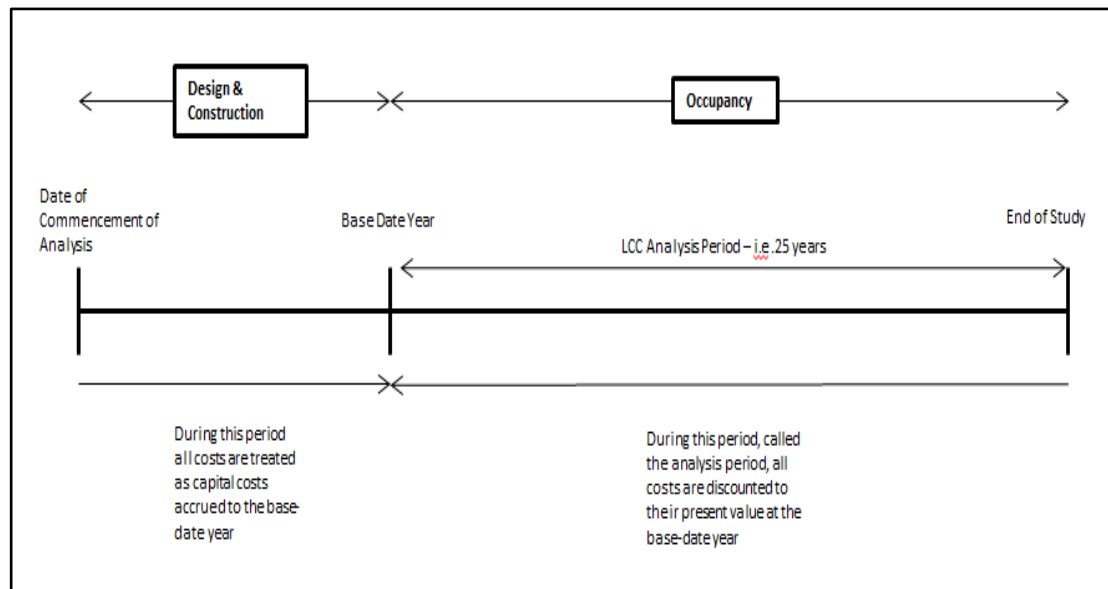 Design &
Construction
Occupancy
Date of
Commencement of
Analysis
Base Date Year
End of Study
LCC Analysis Period – i.e .25 years
During this period
all costs are treated
as capital costs
accrued to the base-
date year
During this period, called
the analysis period, all
costs are discounted to
their present value at the
base-date year